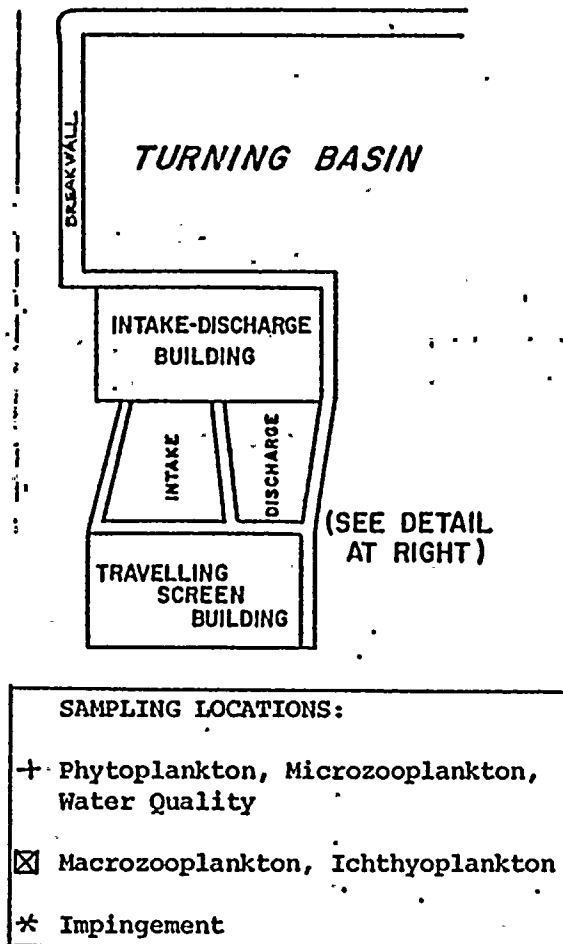 TURNING BASIN
BREAKWALL
INTAKE-DISCHARGE
BUILDING
INTAKE
DISCHARGE
(SEE DETAIL
AT RIGHT)
TRAVELLING
SCREEN
BUILDING
SAMPLING LOCATIONS:
+ Phytoplankton, Microzooplankton,
Water Quality
☒ Macrozooplankton, Ichthyoplankton
* Impingement